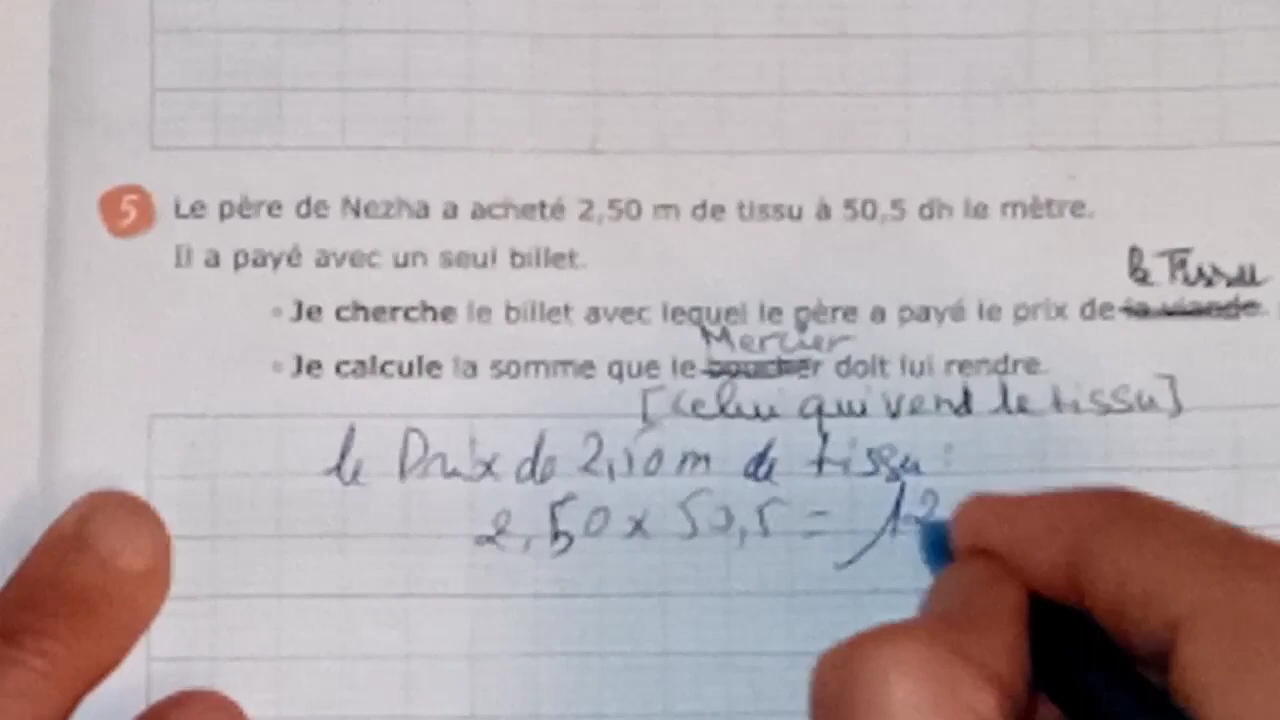 5 Le père de Nezha a acheté 2,50 m de tissu à 50,5 dh le mètre.
Il a payé avec un seul billet.
le Tissu
• Je cherche le billet avec lequel le père a payé le prix de la viande.
Mercier
• Je calcule la somme que le boucher doit lui rendre.
[celui qui vend le tissu]
le Prix de 2,50m de tissu :
2,50 x 50,5 = 12